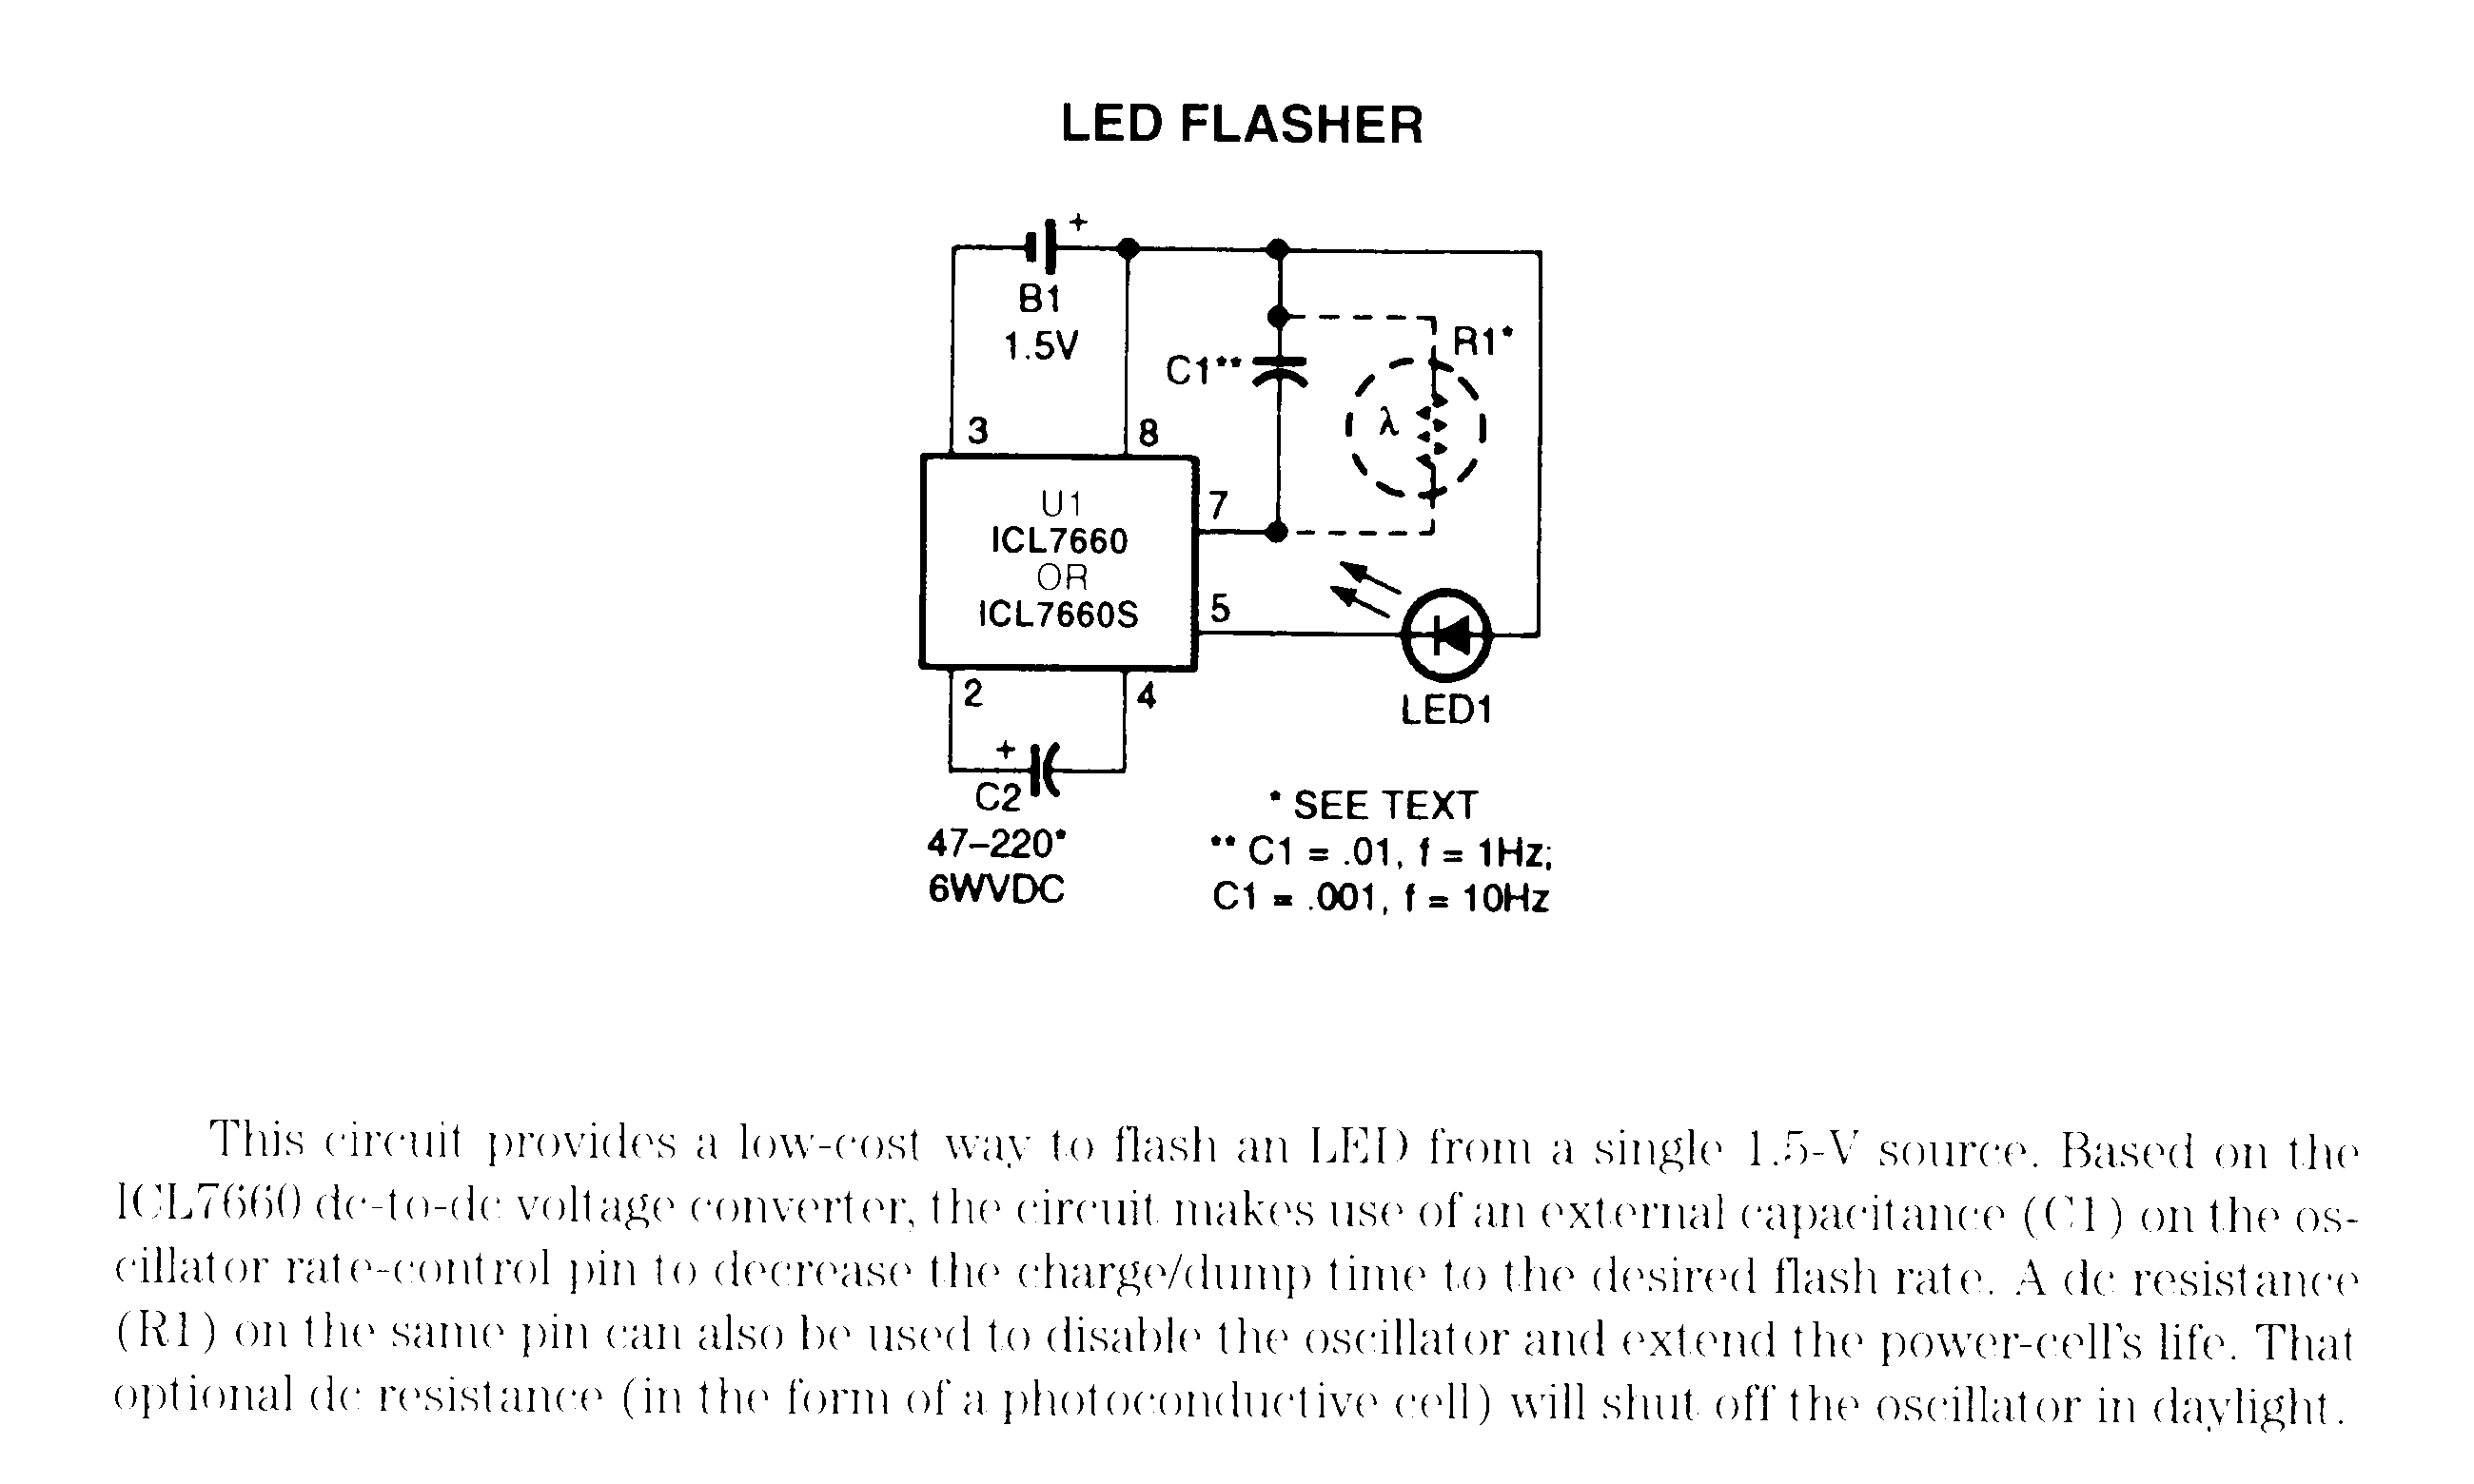 LED FLASHER
+
B1
1.5V
R1*
C1**
λ
3
8
7
U1
ICL7660
OR
ICL7660S
5
2
4
LED1
+
C2
47–220*
6WVDC
* SEE TEXT
** C1 = .01, f = 1Hz;
C1 = .001, f = 10Hz
This circuit provides a low-cost way to flash an LED from a single 1.5-V source. Based on the
ICL7660 dc-to-dc voltage converter, the circuit makes use of an external capacitance (C1) on the os-
cillator rate-control pin to decrease the charge/dump time to the desired flash rate. A dc resistance
(R1) on the same pin can also be used to disable the oscillator and extend the power-cell's life. That
optional dc resistance (in the form of a photoconductive cell) will shut off the oscillator in daylight.